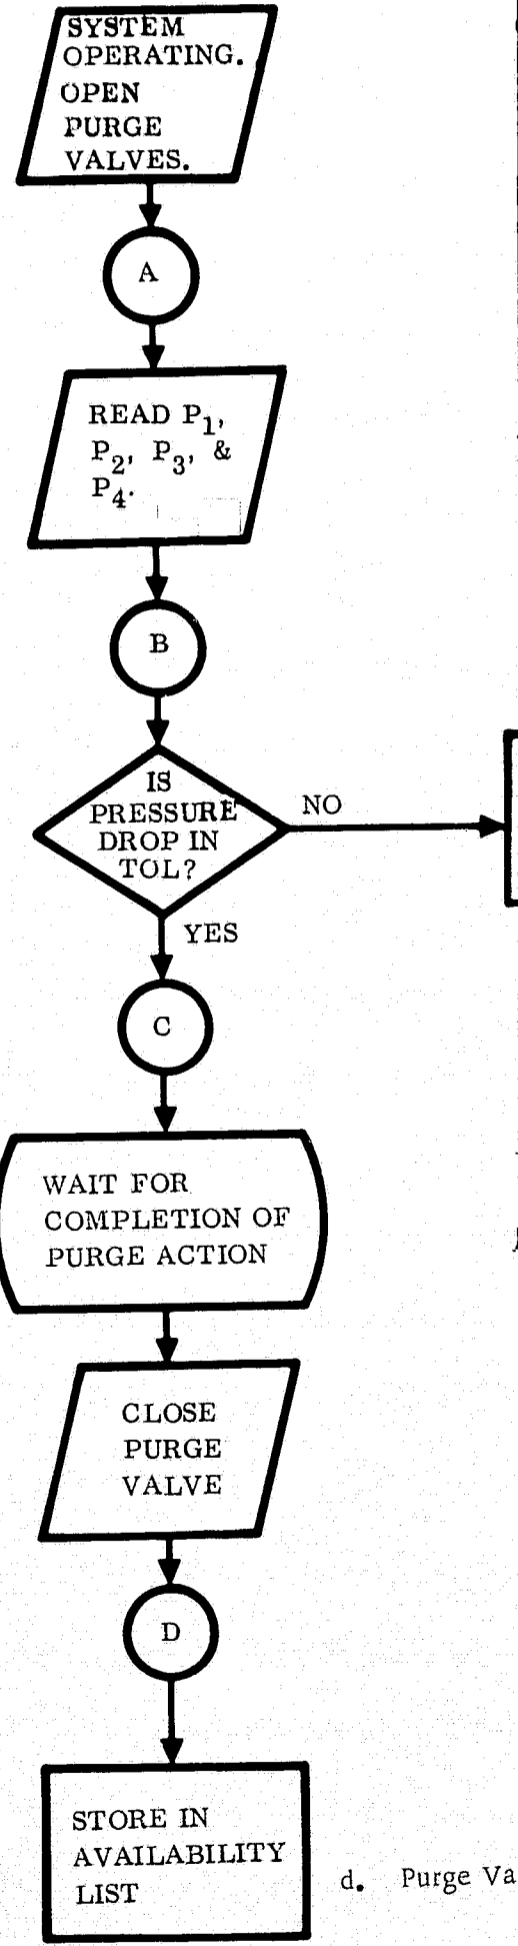 SYSTEM
OPERATING.
OPEN
PURGE
VALVES.
A
READ P1,
P2, P3, &
P4.
B
IS
PRESSURE
DROP IN
TOL?
NO
YES
C
WAIT FOR
COMPLETION OF
PURGE ACTION
CLOSE
PURGE
VALVE
D
STORE IN
AVAILABILITY
LIST
d. Purge Va